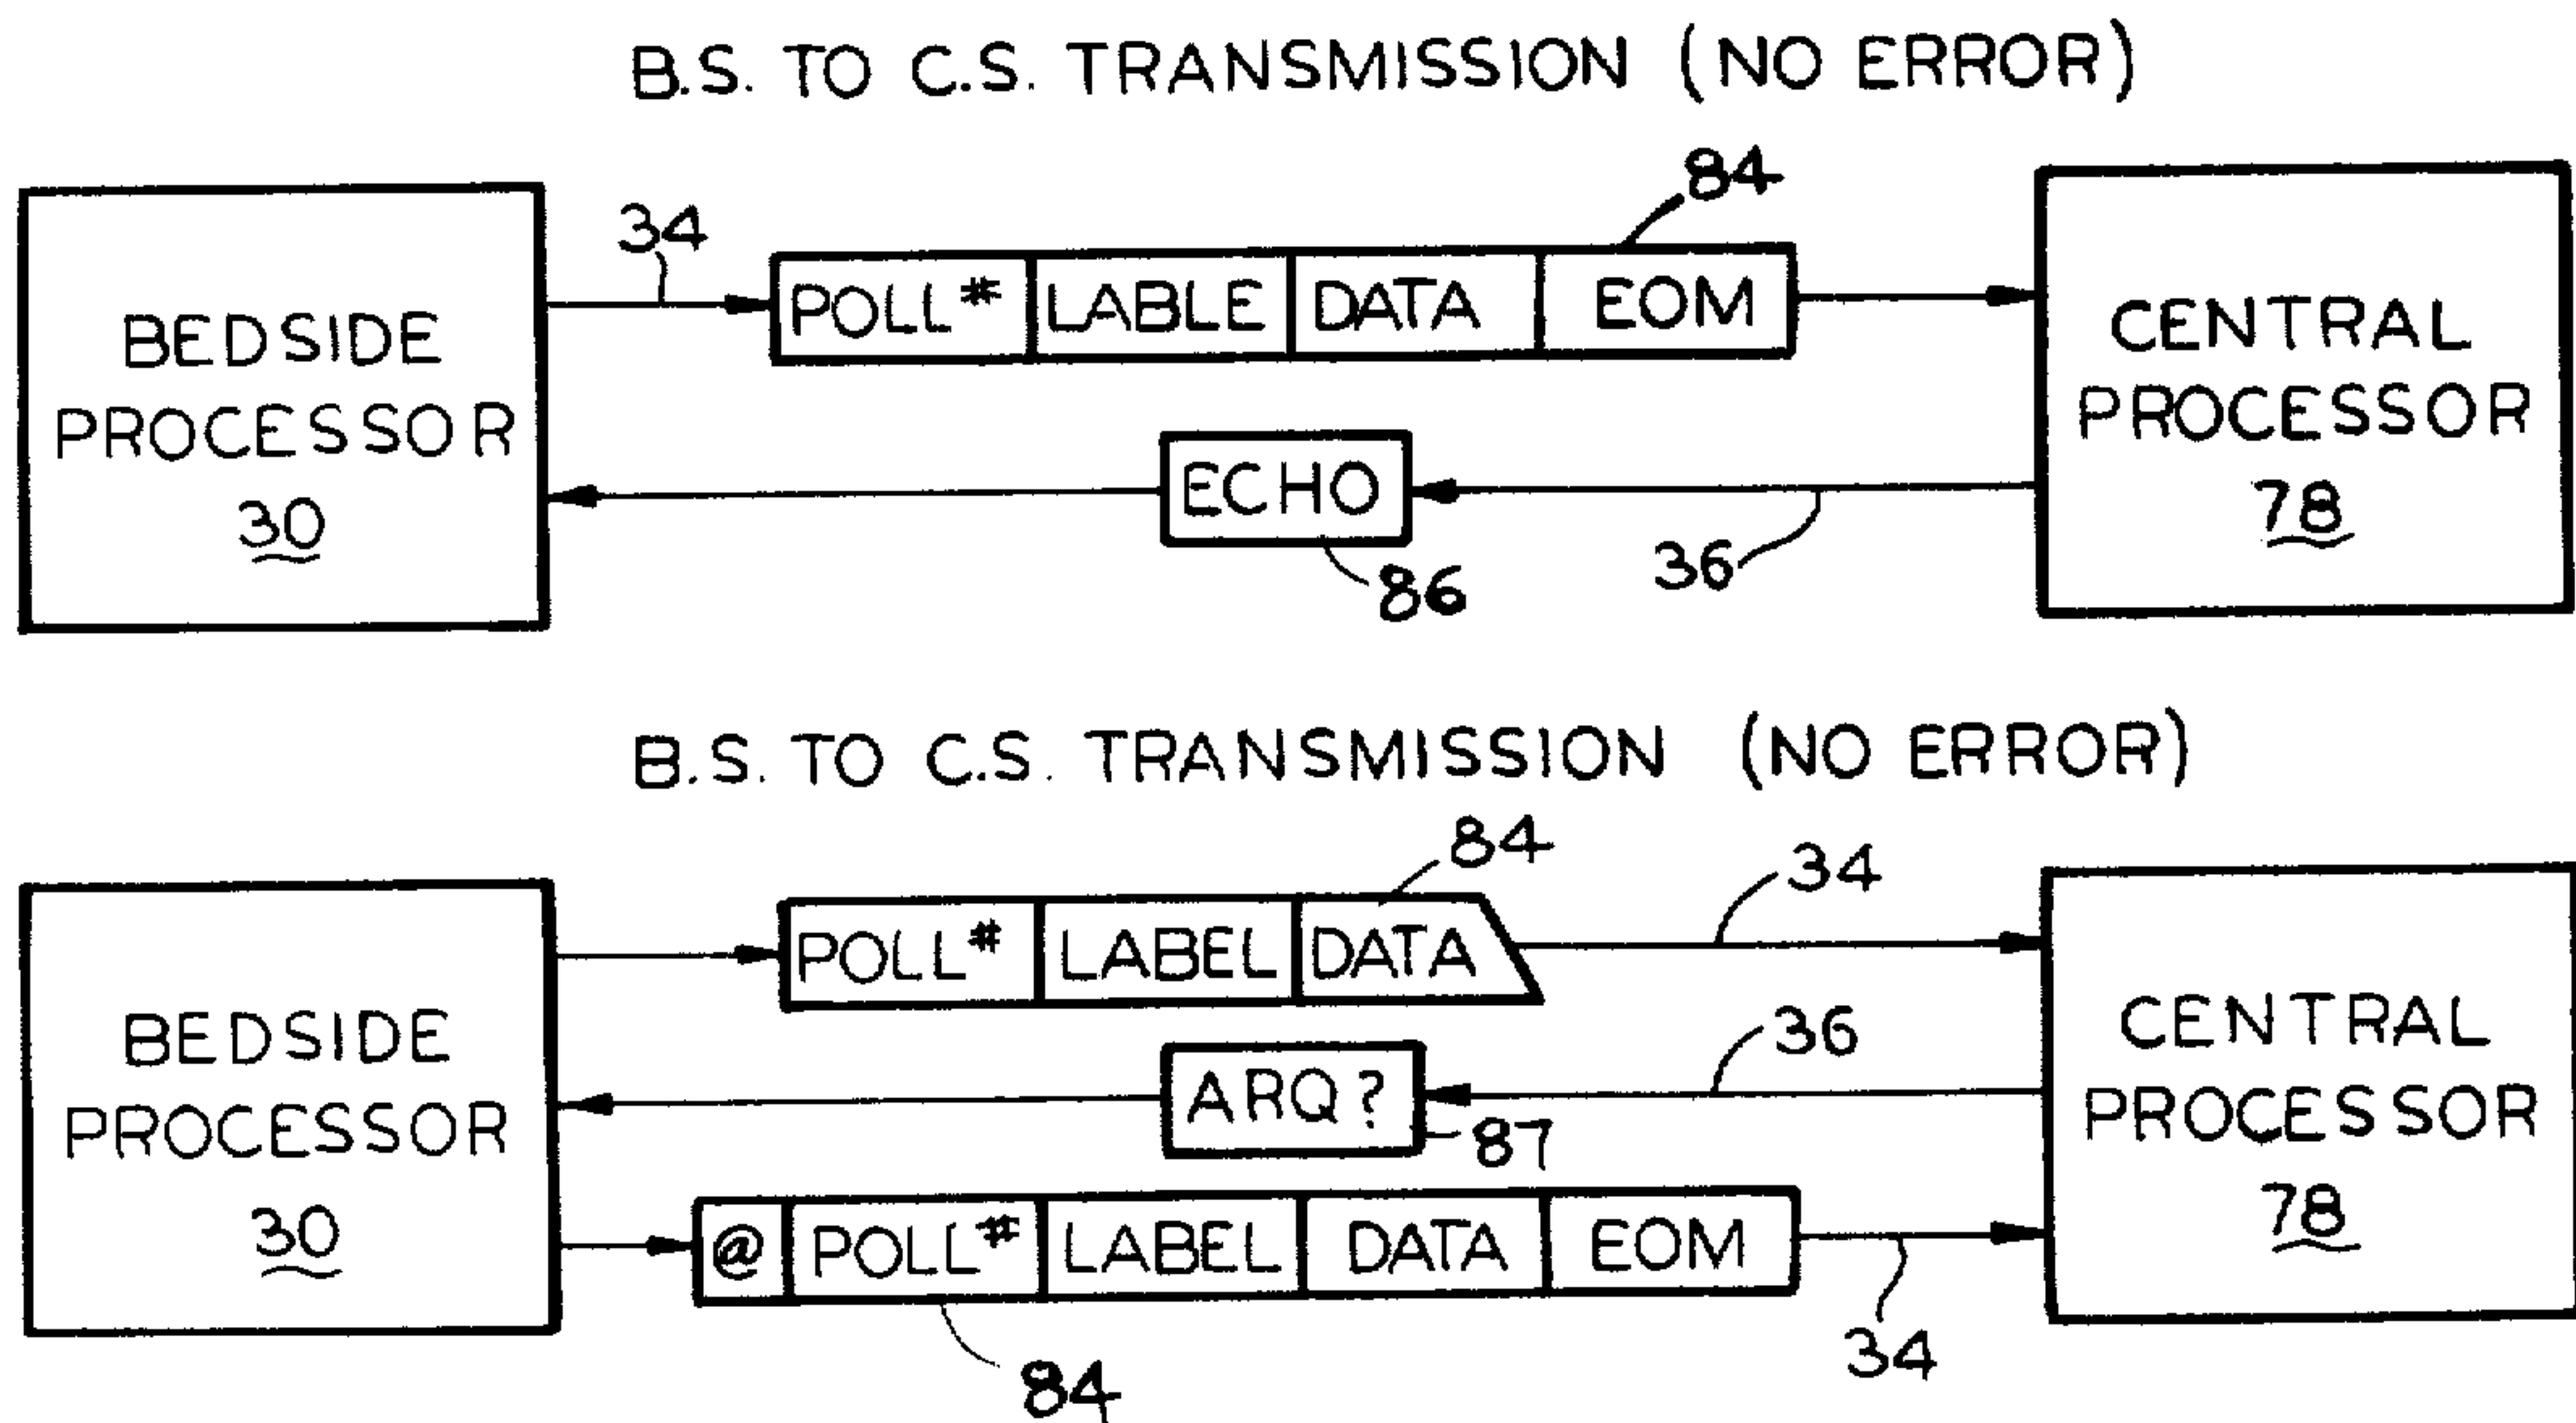 B.S. TO C.S. TRANSMISSION (NO ERROR)
84
34
POLL# LABLE DATA EOM
BEDSIDE
PROCESSOR
30
CENTRAL
PROCESSOR
78
ECHO
86
36
B.S. TO C.S. TRANSMISSION (NO ERROR)
84
34
POLL# LABEL DATA
BEDSIDE
PROCESSOR
30
36
CENTRAL
PROCESSOR
78
ARQ?
87
@ POLL# LABEL DATA EOM
84
34